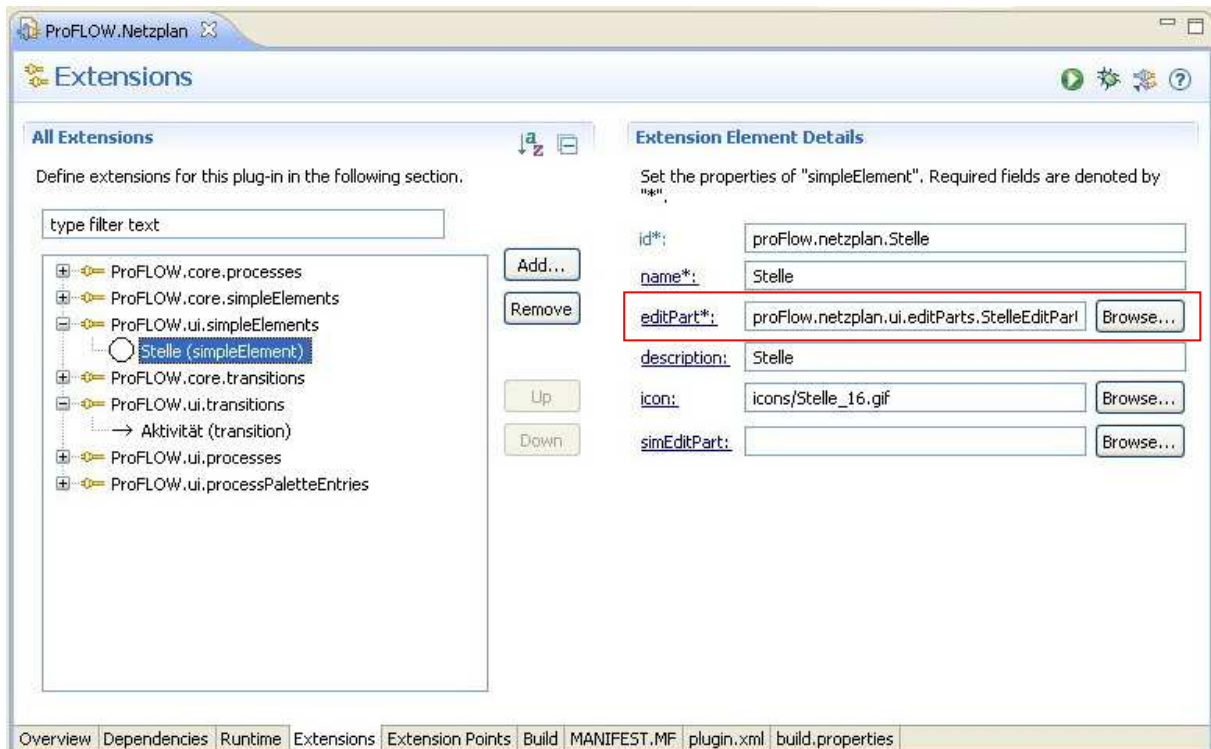 ProFLOW.Netzplan
Extensions
All Extensions
Define extensions for this plug-in in the following section.
type filter text
ProFLOW.core.processes
ProFLOW.core.simpleElements
ProFLOW.ui.simpleElements
Stelle (simpleElement)
ProFLOW.core.transitions
ProFLOW.ui.transitions
Aktivität (transition)
ProFLOW.ui.processes
ProFLOW.ui.processPaletteEntries
Add...
Remove
Up
Down
Extension Element Details
Set the properties of "simpleElement". Required fields are denoted by
"*".
id*: proFlow.netzplan.Stelle
name*: Stelle
editPart*: proFlow.netzplan.ui.editParts.StelleEditPart Browse...
description: Stelle
icon: icons/Stelle_16.gif Browse...
simEditPart: Browse...
Overview Dependencies Runtime Extensions Extension Points Build MANIFEST.MF plugin.xml build.properties